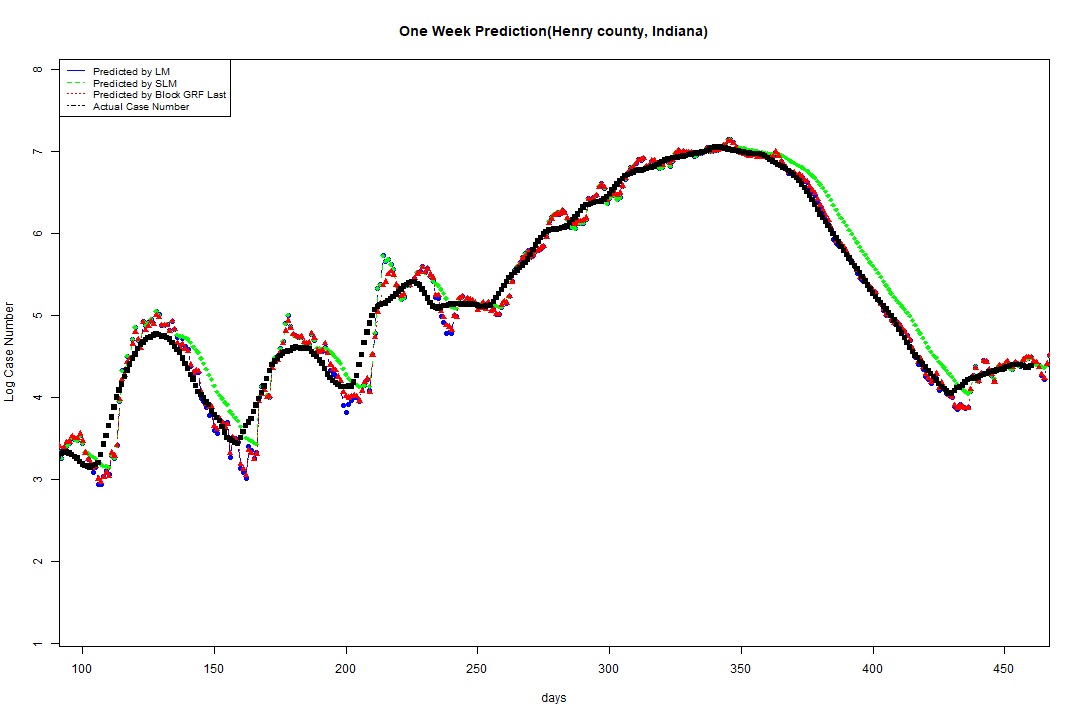 One Week Prediction(Henry county, Indiana)
Predicted by LM
Predicted by SLM
Predicted by Block GRF Last
Actual Case Number
8
7
6
5
4
3
2
1
Log Case Number
100 150 200 250 300 350 400 450
days